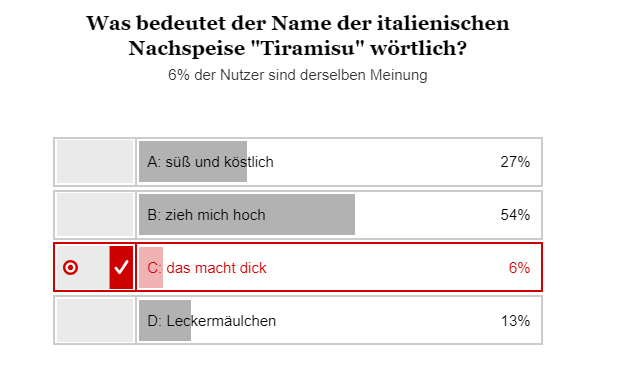 Was bedeutet der Name der italienischen
Nachspeise "Tiramisu" wörtlich?
6% der Nutzer sind derselben Meinung
A: süß und köstlich 27%
B: zieh mich hoch 54%
C: das macht dick 6%
D: Leckermäulchen 13%